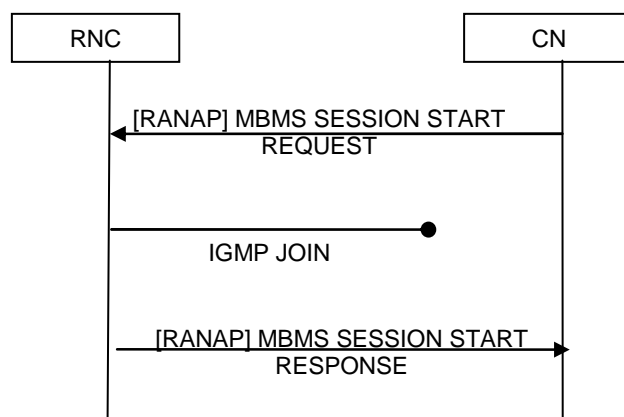 RNC
CN
[RANAP] MBMS SESSION START
REQUEST
IGMP JOIN
[RANAP] MBMS SESSION START
RESPONSE